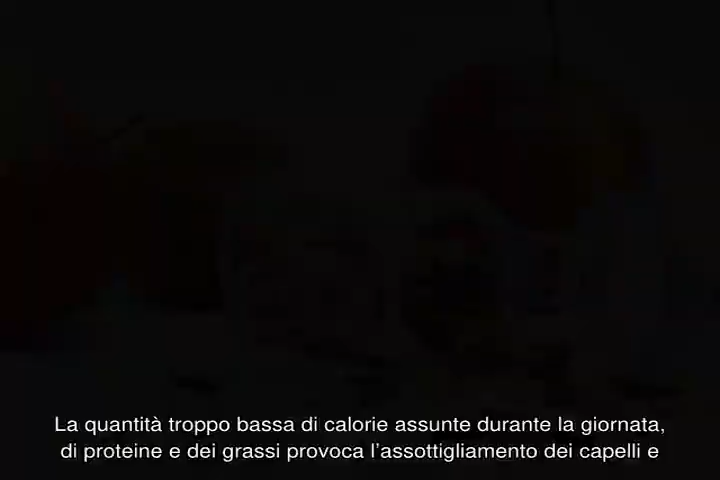 La quantità troppo bassa di calorie assunte durante la giornata,
di proteine e dei grassi provoca l'assottigliamento dei capelli e